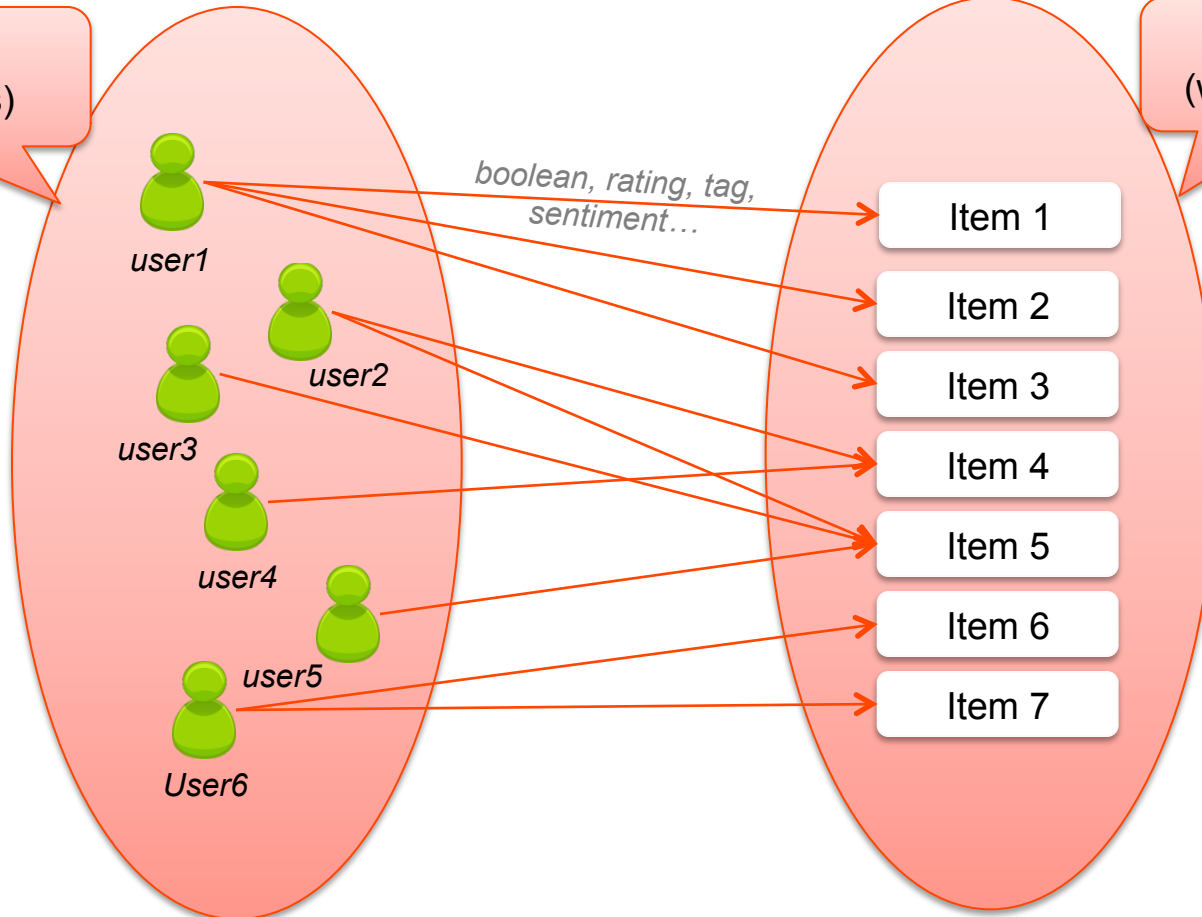 s)
(w
boolean, rating, tag,
sentiment…
user1
user2
user3
user4
user5
User6
Item 1
Item 2
Item 3
Item 4
Item 5
Item 6
Item 7